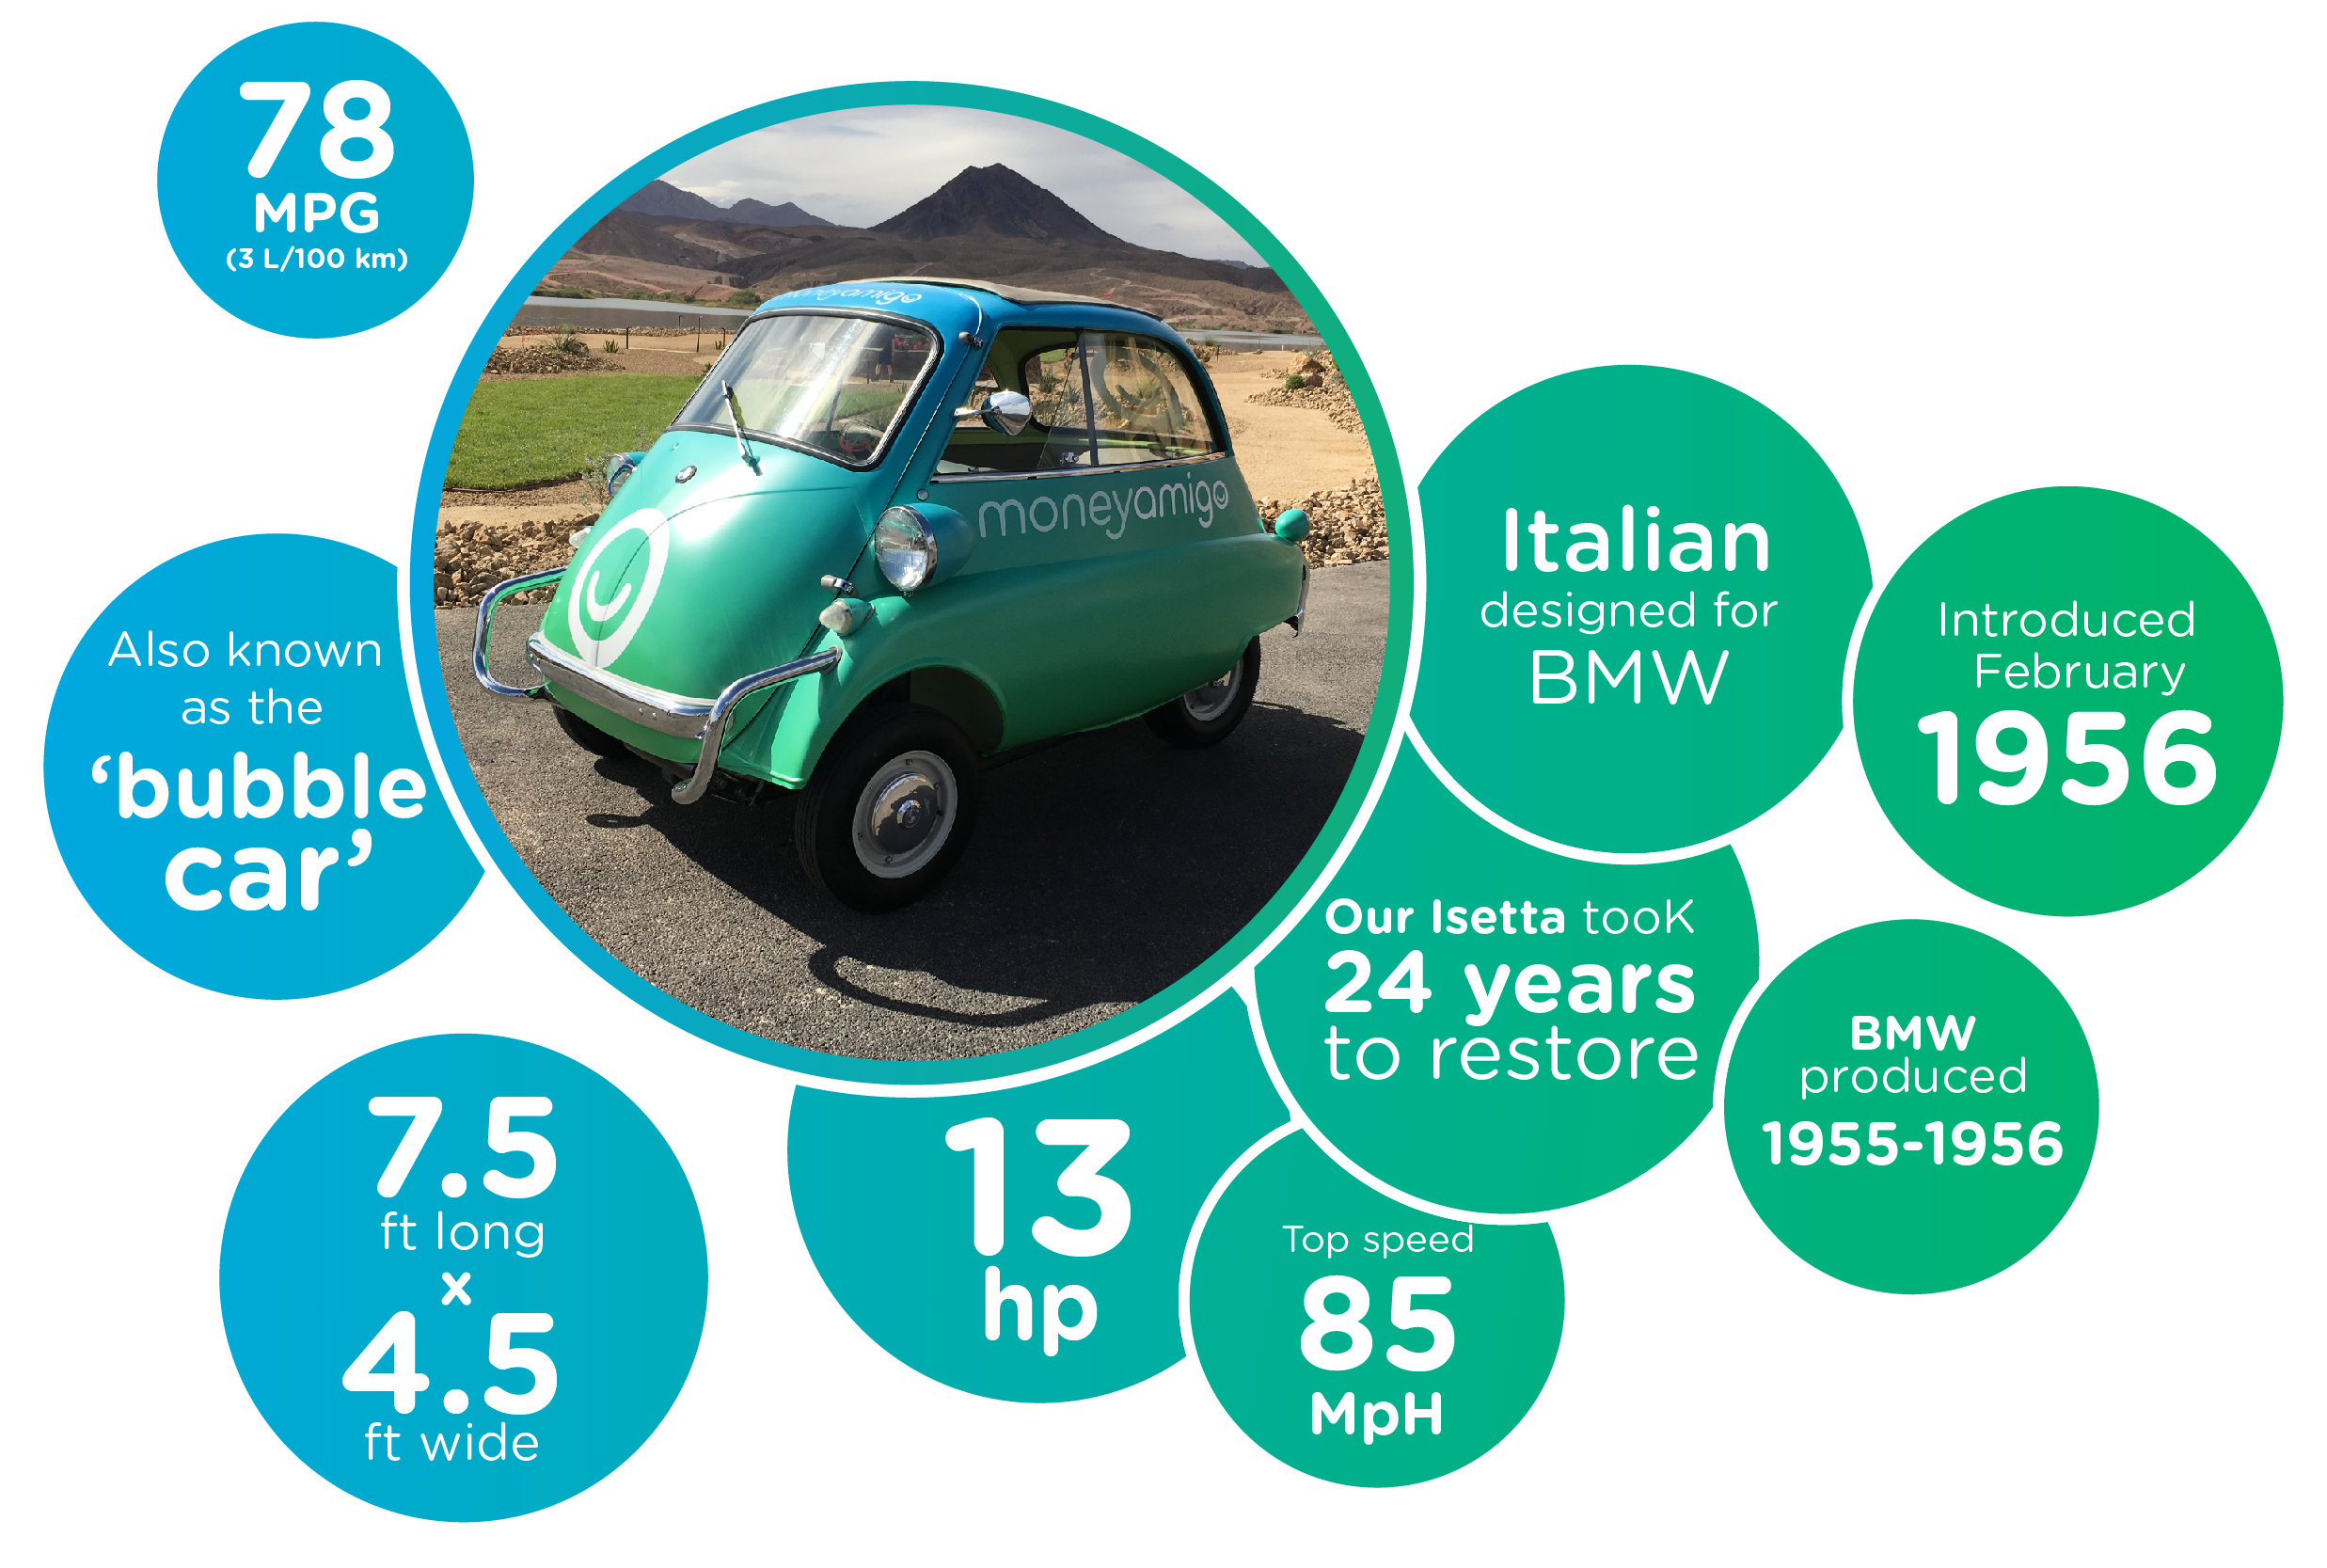 78
MPG
(3 L/100 km)
moneyamigo
moneyamigo
Also known
as the
‘bubble
car’
Italian
designed for
BMW
Introduced
February
1956
Our Isetta tooK
24 years
to restore
BMW
produced
1955-1956
7.5
ft long
x
4.5
ft wide
13
hp
Top speed
85
MpH